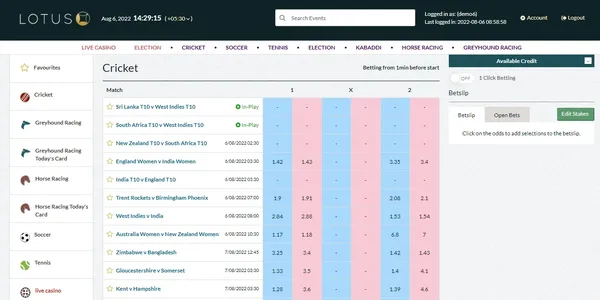 LOTUS
Aug 6, 2022 14:29:15 ( +05:30 )
Search Events
Logged in as: (demo6)
Last logged in: 2022-08-06 08:58:58
Account
Logout
LIVE CASINO ELECTION • CRICKET • SOCCER • TENNIS • ELECTION • KABADDI • HORSE RACING • GREYHOUND RACING
Favourites
Cricket
Greyhound Racing
Greyhound Racing Today's Card
Horse Racing
Horse Racing Today's Card
Soccer
Tennis
live casino
Cricket
Betting from 1min before start
Match 1 X 2
Sri Lanka T10 v West Indies T10 In-Play - - - - - -
South Africa T10 v West Indies T10 In-Play - - - - - -
New Zealand T10 v South Africa T10 6/08/2022 02:30 - - - - - -
England Women v India Women 6/08/2022 03:30 1.42 1.43 - - 3.35 3.4
India T10 v England T10 6/08/2022 03:30 - - - - - -
Trent Rockets v Birmingham Phoenix 6/08/2022 07:00 1.9 1.91 - - 2.08 2.1
West Indies v India 6/08/2022 08:00 2.84 2.88 - - 1.53 1.54
Australia Women v New Zealand Women 6/08/2022 10:30 1.17 1.18 - - 6.8 7
Zimbabwe v Bangladesh 7/08/2022 12:45 3.25 3.4 - - 1.42 1.43
Gloucestershire v Somerset 7/08/2022 03:30 1.33 3.5 - - 1.4 4.1
Kent v Hampshire 7/08/2022 03:30 1.28 3.6 - - 1.39 4.6
Available Credit
OFF 1 Click Betting
Betslip
Betslip Open Bets Edit Stakes
Click on the odds to add selections to the betslip.